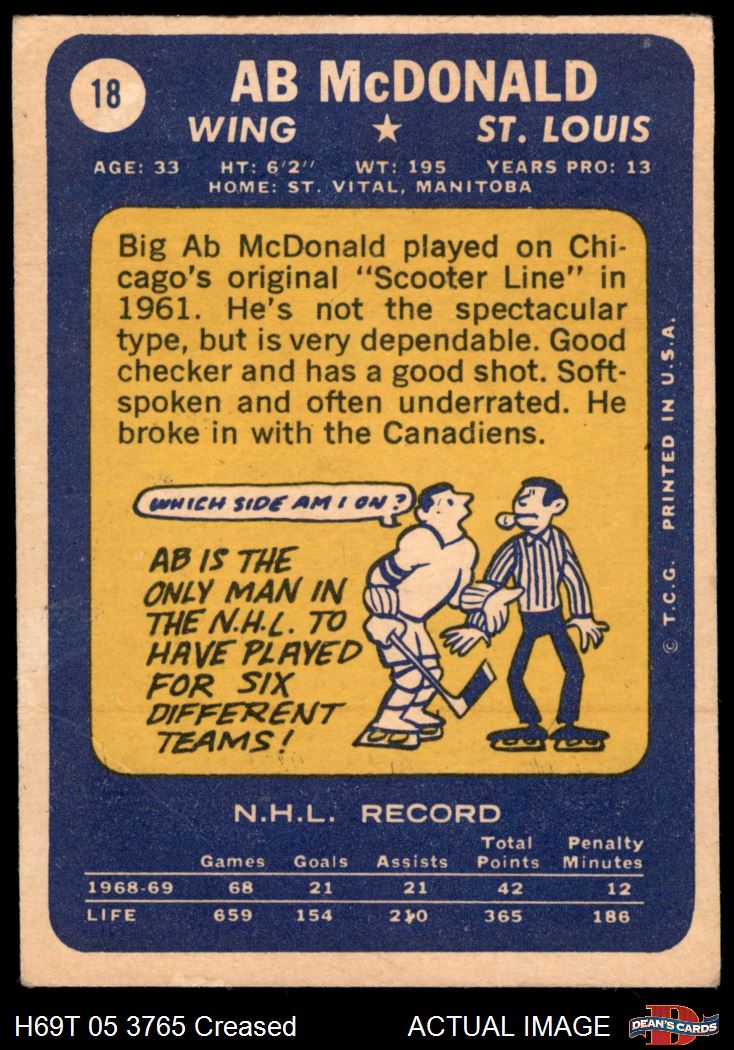 18
AB McDONALD
WING ★ ST. LOUIS
AGE: 33 HT: 6'2" WT: 195 YEARS PRO: 13
HOME: ST. VITAL, MANITOBA
Big Ab McDonald played on Chi-
cago's original "Scooter Line" in
1961. He's not the spectacular
type, but is very dependable. Good
checker and has a good shot. Soft-
spoken and often underrated. He
broke in with the Canadiens.
WHICH SIDE AM I ON?
AB IS THE
ONLY MAN IN
THE N.H.L. TO
HAVE PLAYED
FOR SIX
DIFFERENT
TEAMS!
© T.C.G. PRINTED IN U.S.A.
N.H.L. RECORD
Games Goals Assists Total Points Penalty Minutes
1968-69 68 21 21 42 12
LIFE 659 154 210 365 186
H69T 05 3765 Creased ACTUAL IMAGE DEAN'S CARDS